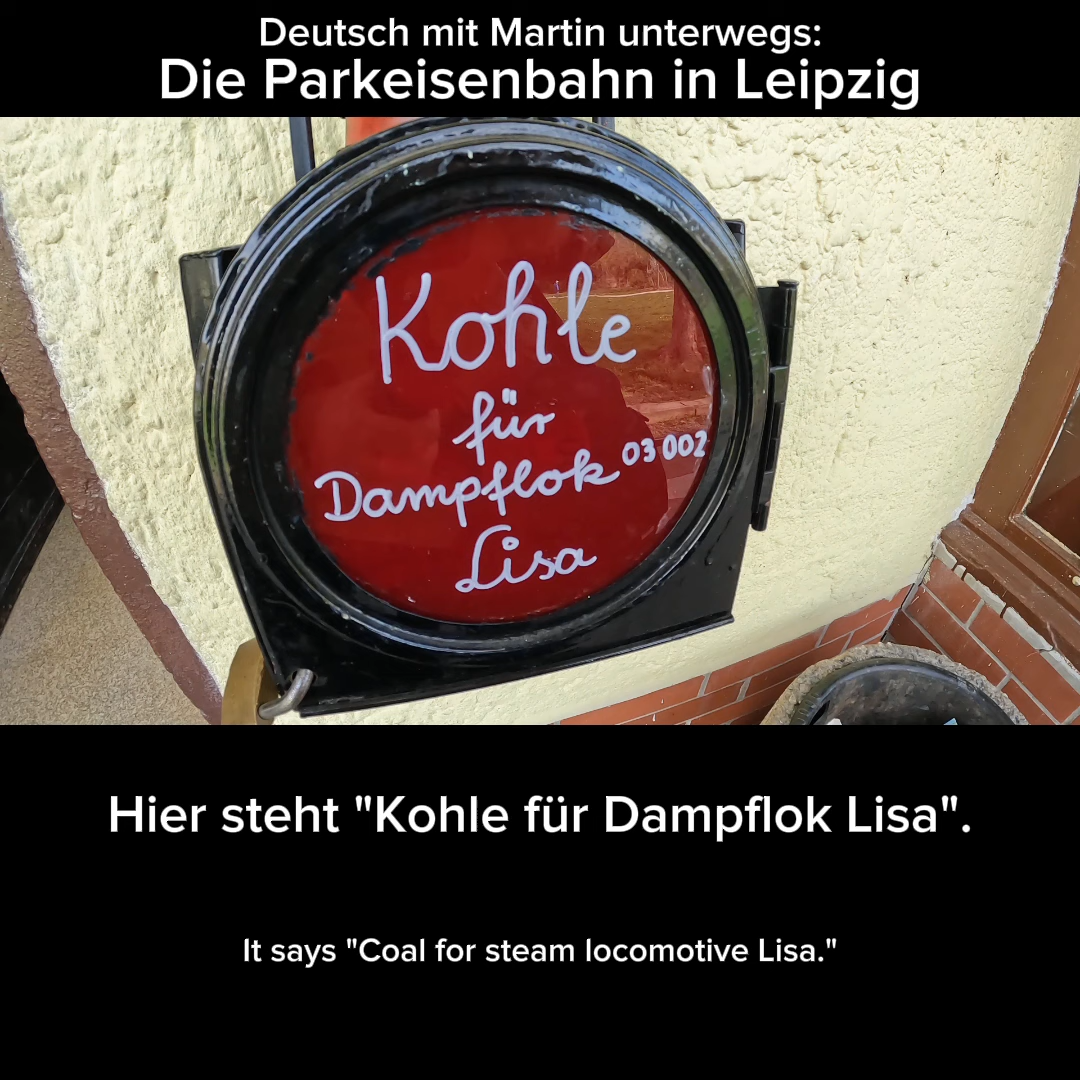 Deutsch mit Martin unterwegs:
Die Parkeisenbahn in Leipzig
Kohle
für
Dampflok 03 002
Lisa
Hier steht "Kohle für Dampflok Lisa".
It says "Coal for steam locomotive Lisa."